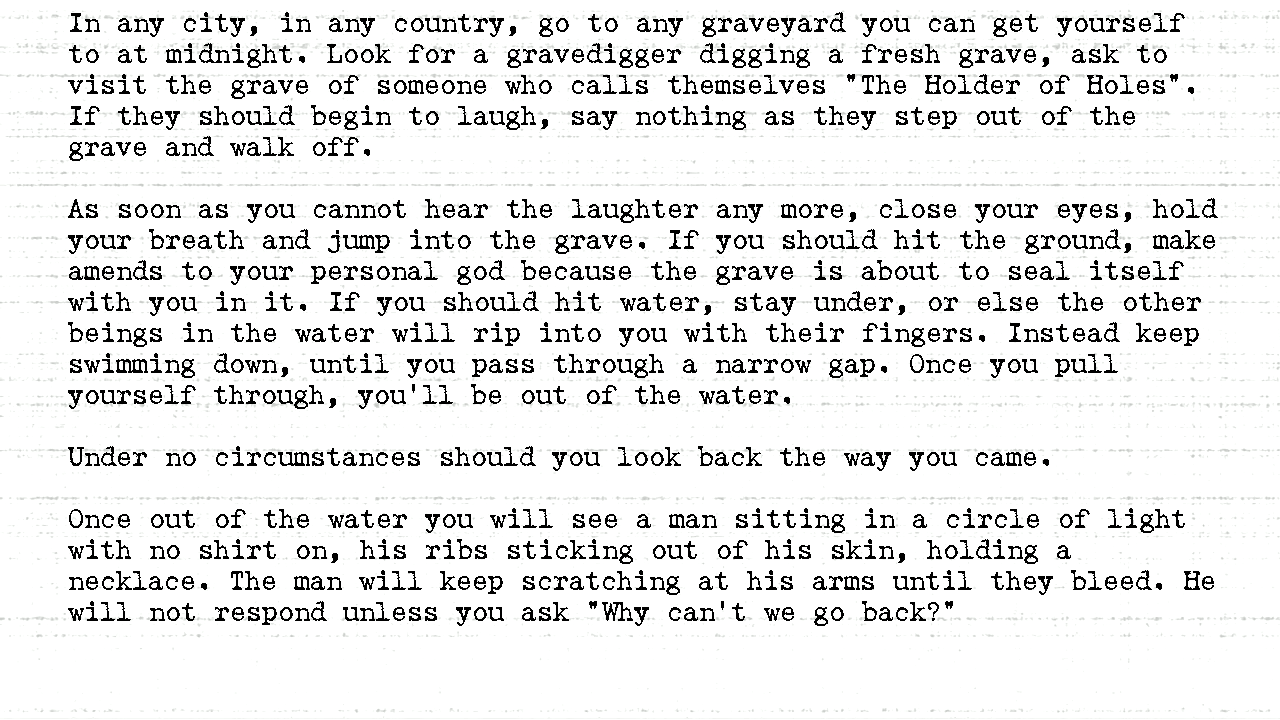 In any city, in any country, go to any graveyard you can get yourself
to at midnight. Look for a gravedigger digging a fresh grave, ask to
visit the grave of someone who calls themselves "The Holder of Holes".
If they should begin to laugh, say nothing as they step out of the
grave and walk off.
As soon as you cannot hear the laughter any more, close your eyes, hold
your breath and jump into the grave. If you should hit the ground, make
amends to your personal god because the grave is about to seal itself
with you in it. If you should hit water, stay under, or else the other
beings in the water will rip into you with their fingers. Instead keep
swimming down, until you pass through a narrow gap. Once you pull
yourself through, you'll be out of the water.
Under no circumstances should you look back the way you came.
Once out of the water you will see a man sitting in a circle of light
with no shirt on, his ribs sticking out of his skin, holding a
necklace. The man will keep scratching at his arms until they bleed. He
will not respond unless you ask "Why can't we go back?"